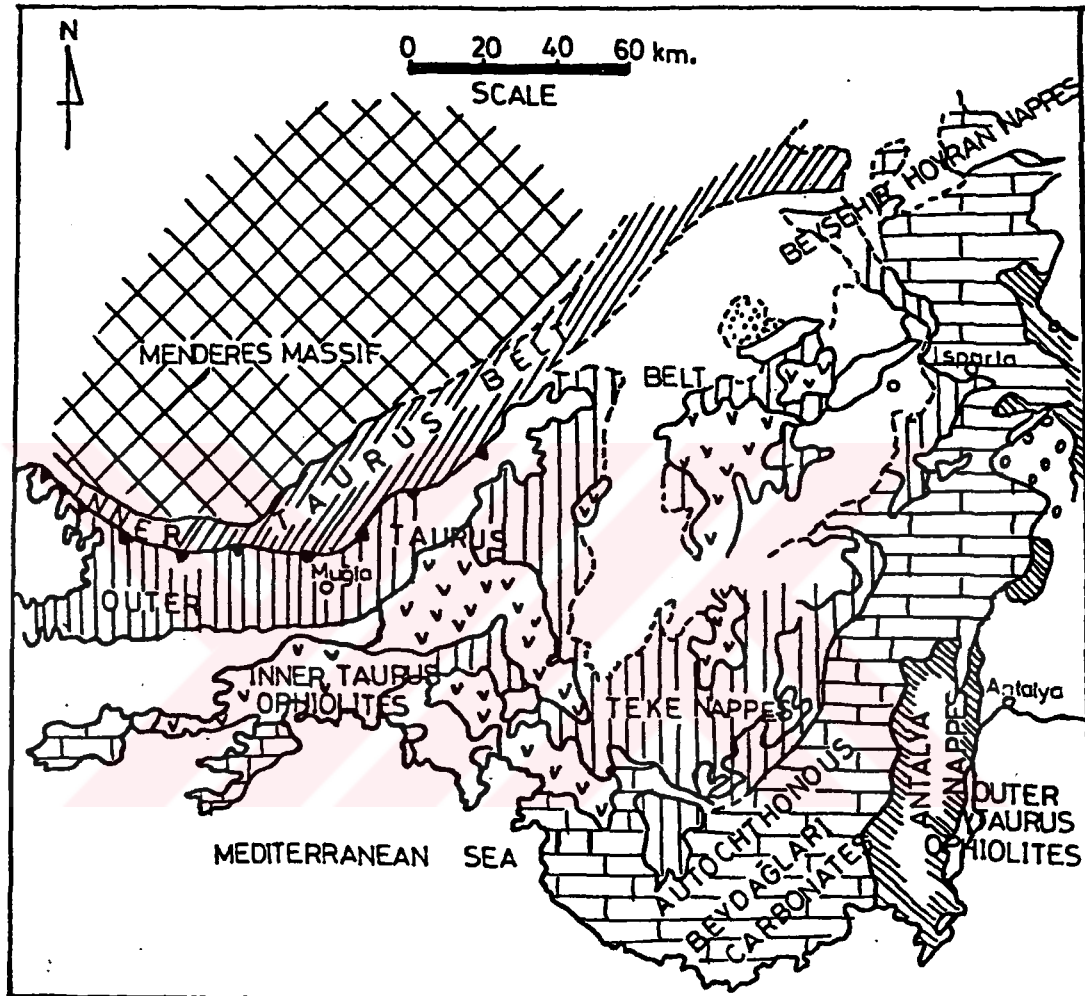 N
0 20 40 60 km.
SCALE
BEYŞEHİR HOYRAN NAPPES
MENDERES MASSIF
Isparta
BELT
INNER TAURUS BELT
TAURUS
Muğla
OUTER
INNER TAURUS
OPHIOLITES
TEKE NAPPES
Antalya
ANTALYA
NAPPES
OUTER
TAURUS
OPHIOLITES
AUTOCHTHONOUS
BEYDAĞLARI
CARBONATES
MEDITERRANEAN SEA